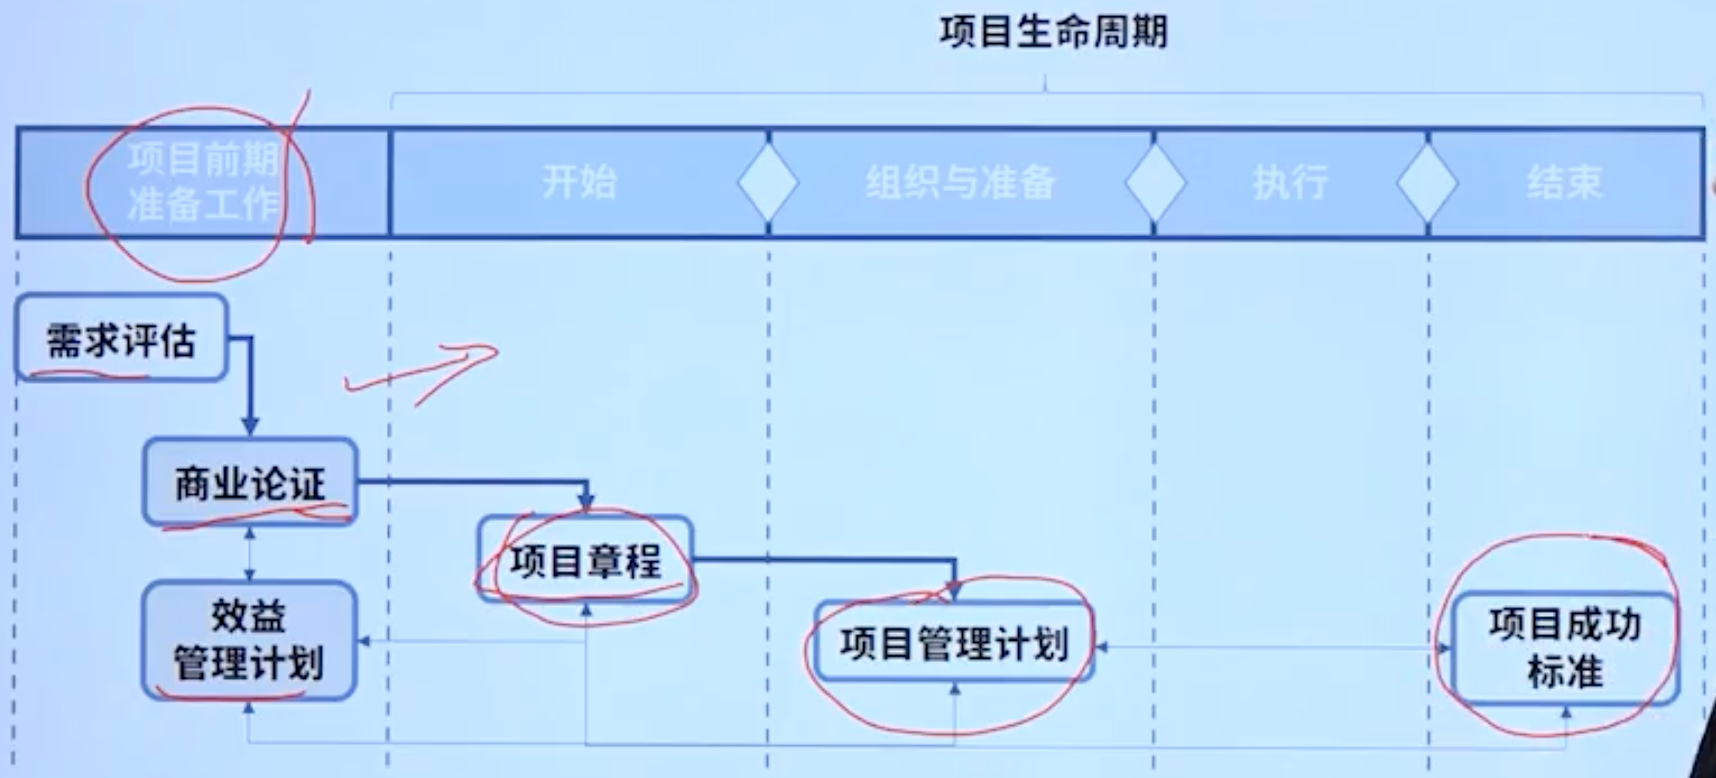 项目生命周期
项目前期
准备工作
开始
组织与准备
执行
结束
需求评估
商业论证
项目章程
效益
管理计划
项目管理计划
项目成功
标准